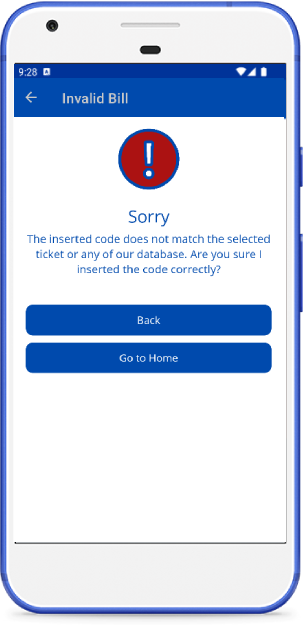 9:28
Invalid Bill
Sorry
The inserted code does not match the selected
ticket or any of our database. Are you sure I
inserted the code correctly?
Back
Go to Home